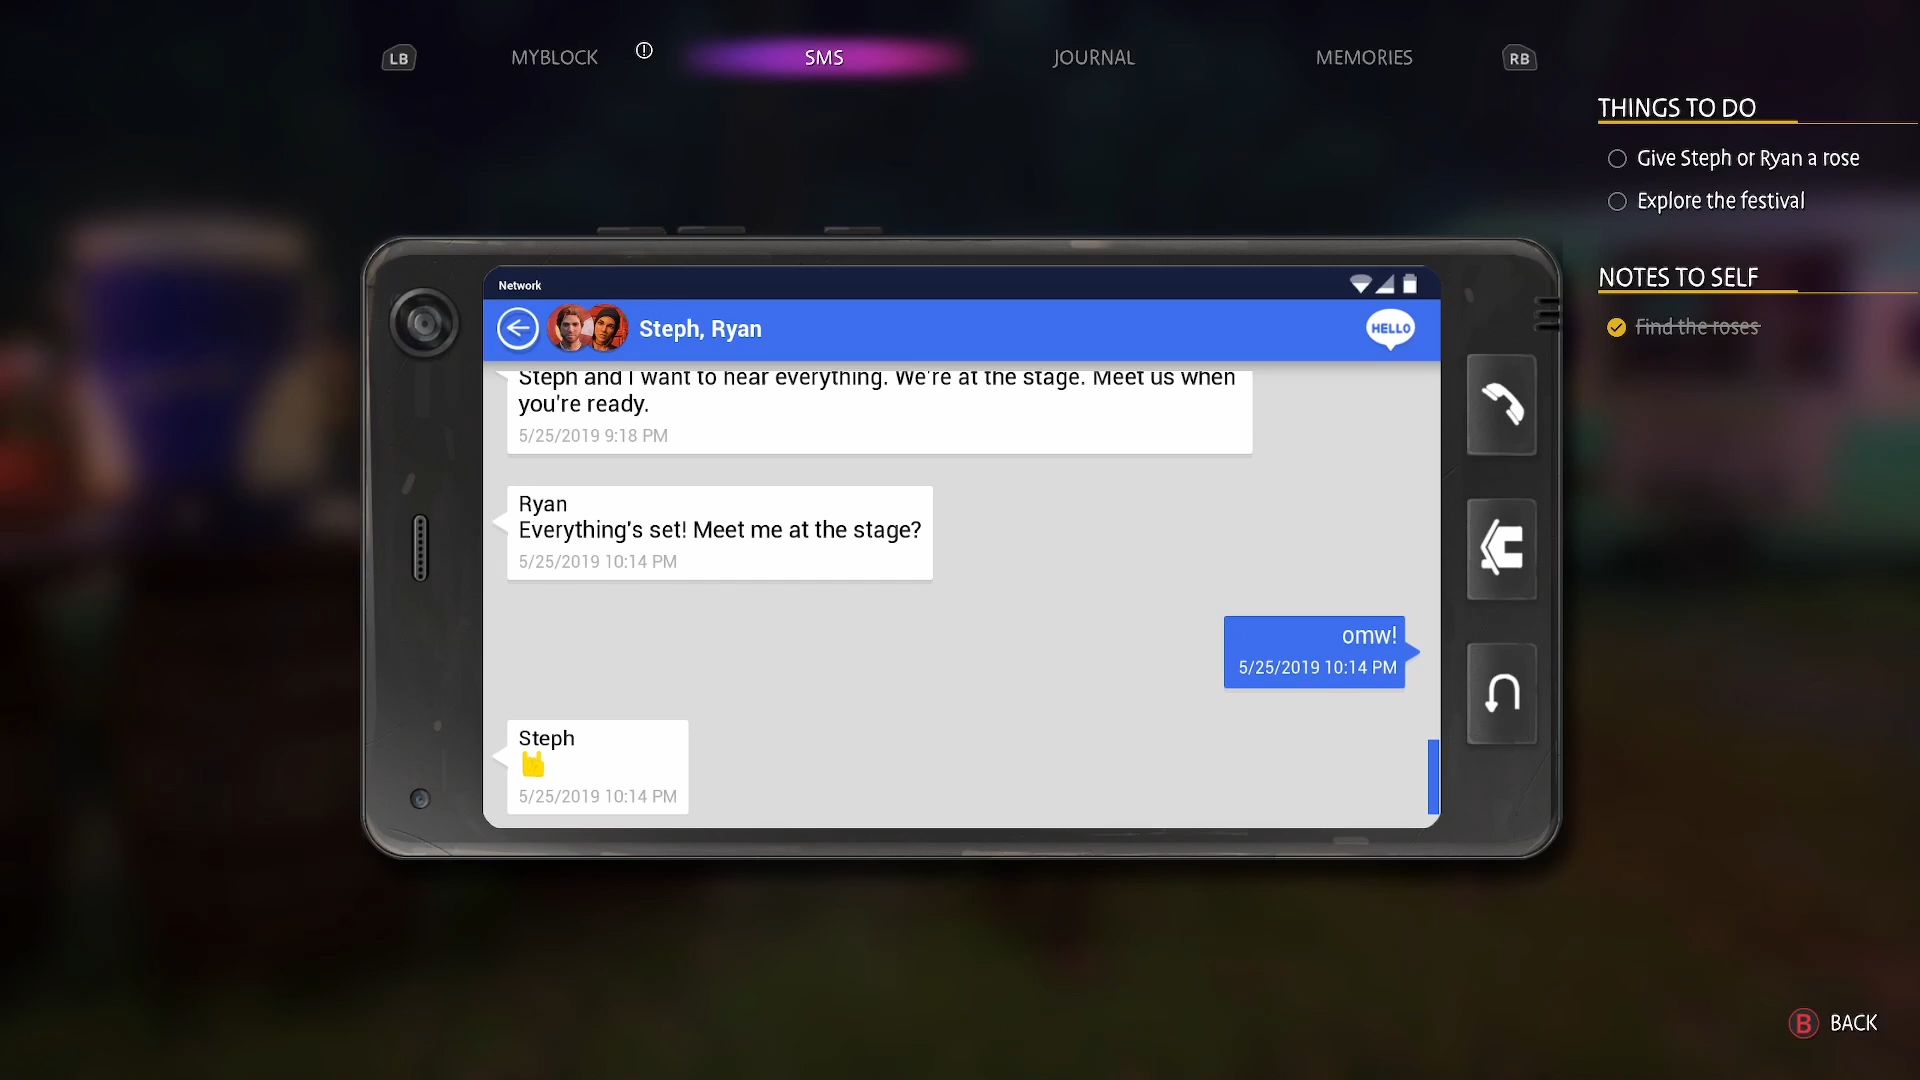 LB
MYBLOCK
SMS
JOURNAL
MEMORIES
RB
THINGS TO DO
Give Steph or Ryan a rose
Explore the festival
NOTES TO SELF
Find the roses
Network
Steph, Ryan
HELLO
Steph and I want to hear everything. We're at the stage. Meet us when
you're ready.
5/25/2019 9:18 PM
Ryan
Everything's set! Meet me at the stage?
5/25/2019 10:14 PM
omw!
5/25/2019 10:14 PM
Steph
🤘
5/25/2019 10:14 PM
B BACK